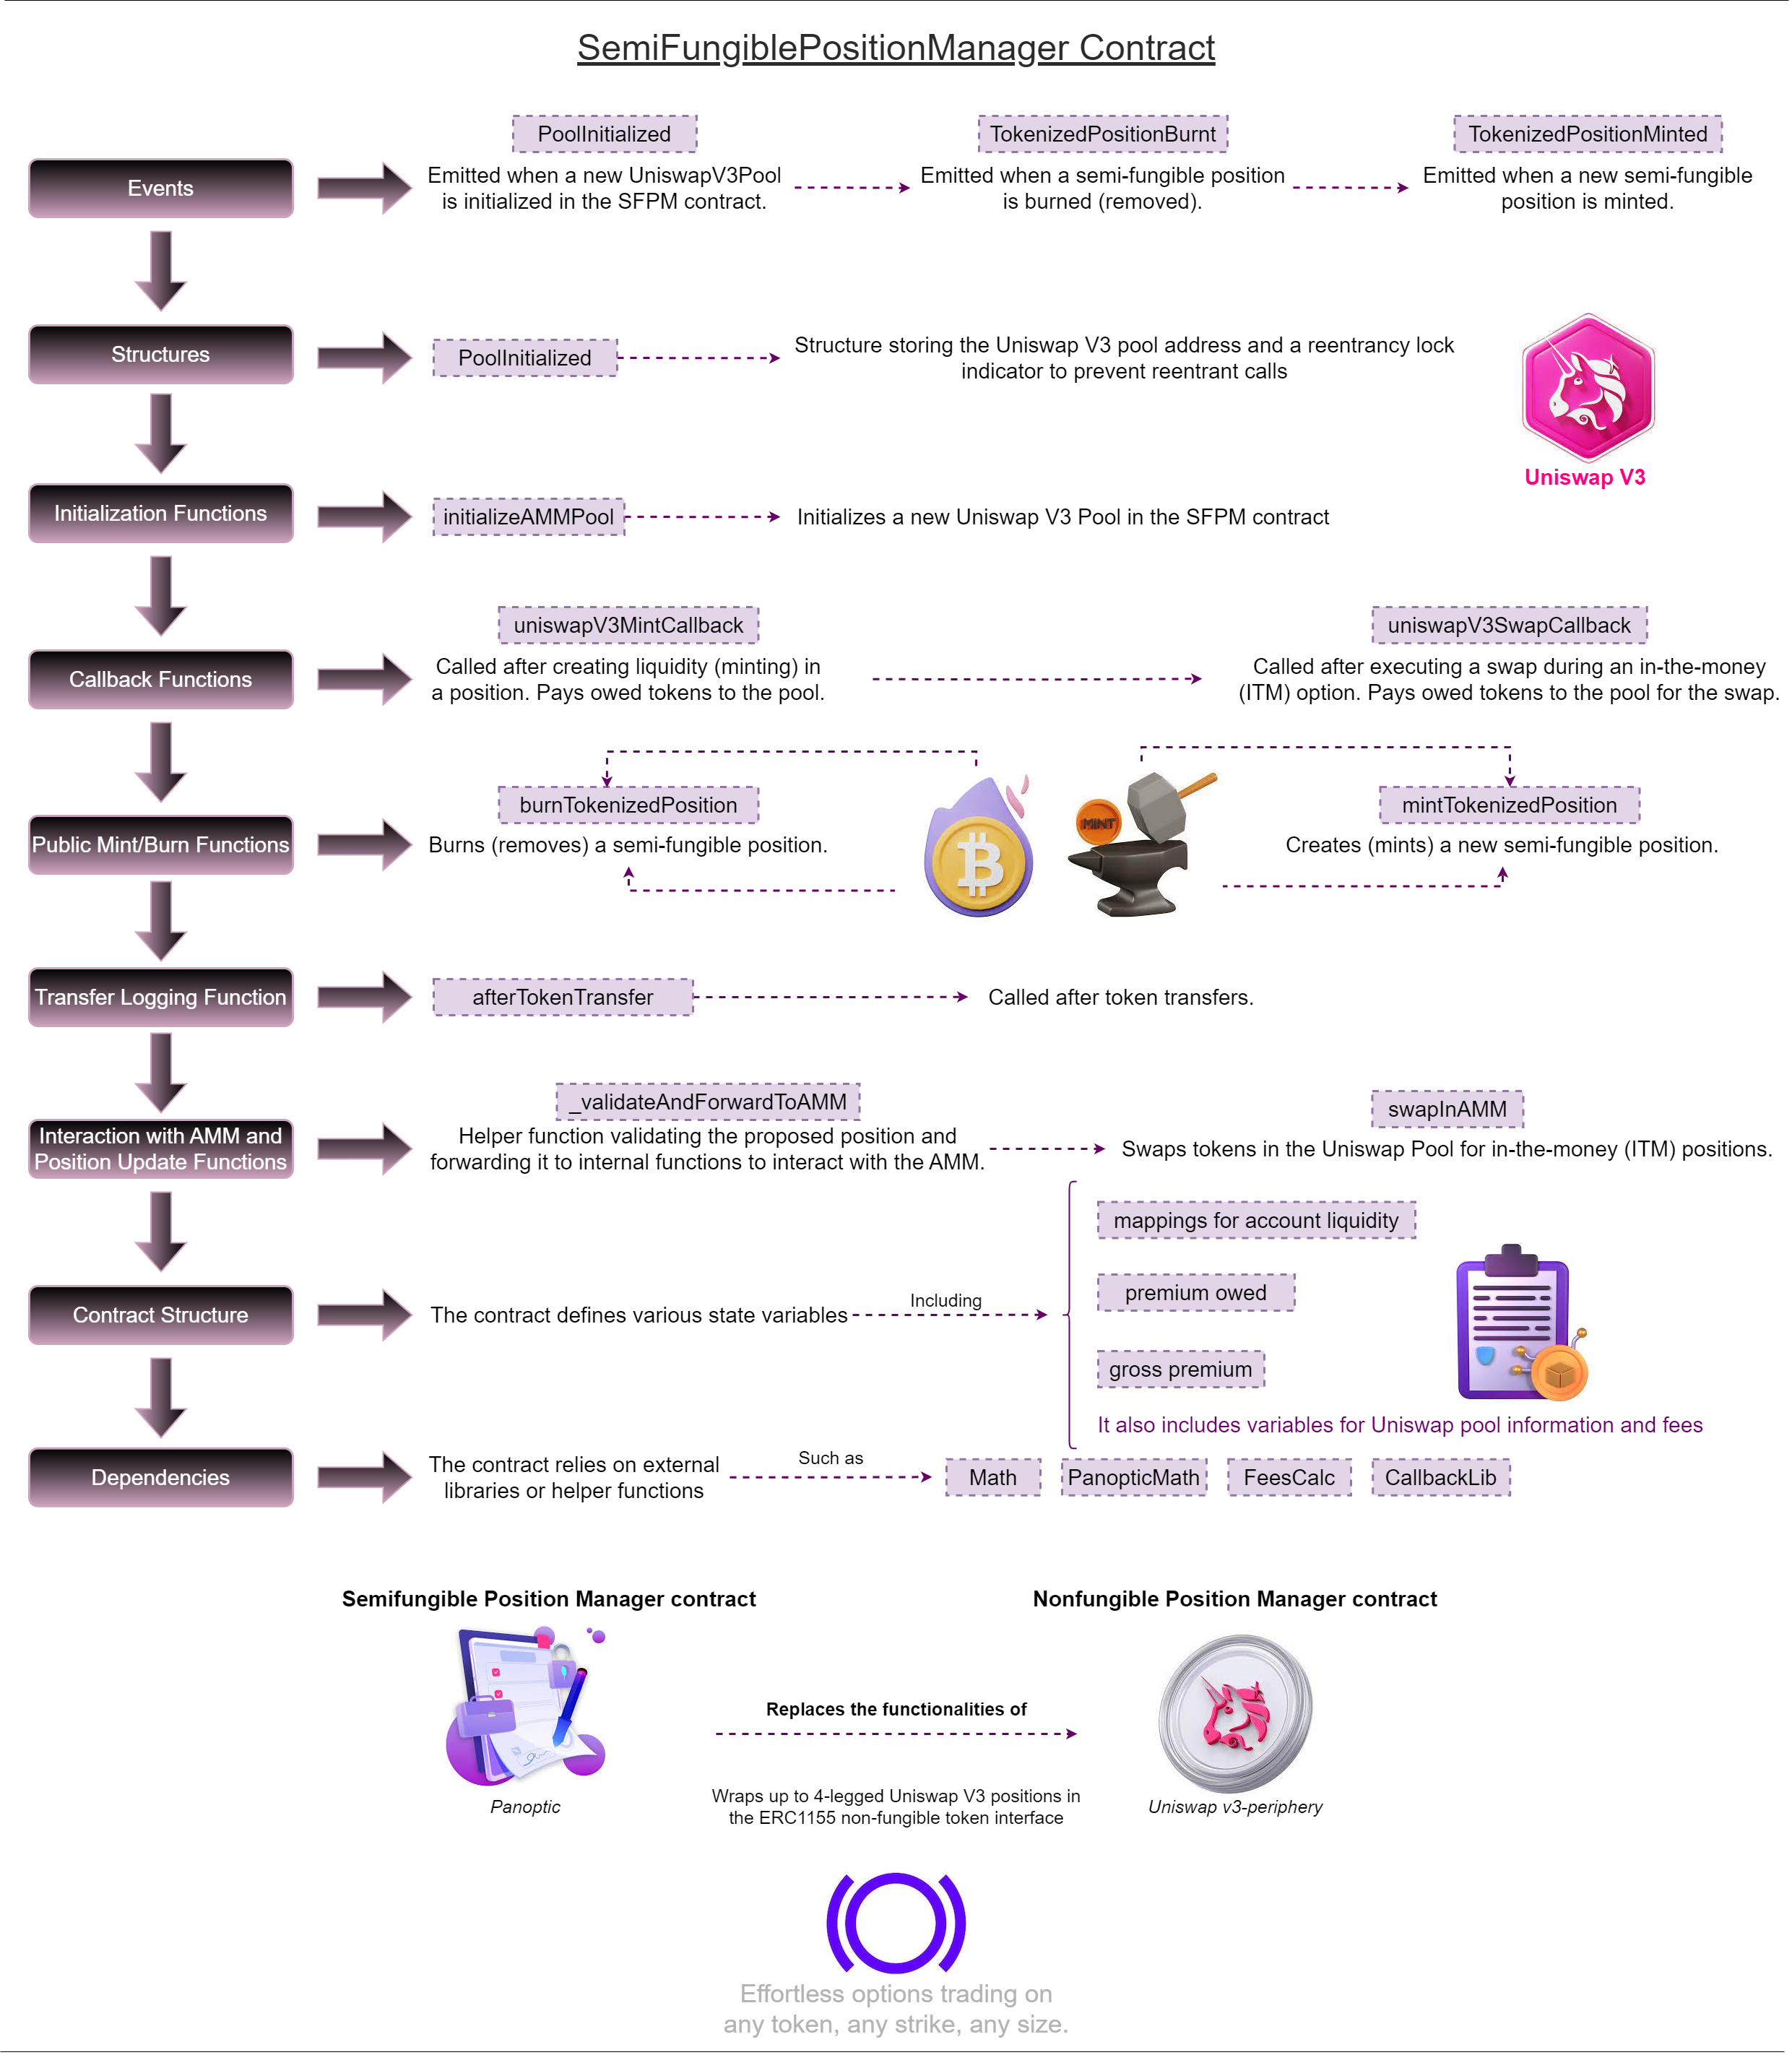 SemiFungiblePositionManager Contract
Events
PoolInitialized
Emitted when a new UniswapV3Pool
is initialized in the SFPM contract.
TokenizedPositionBurnt
Emitted when a semi-fungible position
is burned (removed).
TokenizedPositionMinted
Emitted when a new semi-fungible
position is minted.
Structures
PoolInitialized
Structure storing the Uniswap V3 pool address and a reentrancy lock
indicator to prevent reentrant calls
Uniswap V3
Initialization Functions
initializeAMMPool
Initializes a new Uniswap V3 Pool in the SFPM contract
Callback Functions
uniswapV3MintCallback
Called after creating liquidity (minting) in
a position. Pays owed tokens to the pool.
uniswapV3SwapCallback
Called after executing a swap during an in-the-money
(ITM) option. Pays owed tokens to the pool for the swap.
Public Mint/Burn Functions
burnTokenizedPosition
Burns (removes) a semi-fungible position.
MINT
mintTokenizedPosition
Creates (mints) a new semi-fungible position.
Transfer Logging Function
afterTokenTransfer
Called after token transfers.
Interaction with AMM and
Position Update Functions
_validateAndForwardToAMM
Helper function validating the proposed position and
forwarding it to internal functions to interact with the AMM.
swapInAMM
Swaps tokens in the Uniswap Pool for in-the-money (ITM) positions.
Contract Structure
The contract defines various state variables
Including
mappings for account liquidity
premium owed
gross premium
It also includes variables for Uniswap pool information and fees
Dependencies
The contract relies on external
libraries or helper functions
Such as
Math
PanopticMath
FeesCalc
CallbackLib
Semifungible Position Manager contract
Nonfungible Position Manager contract
Replaces the functionalities of
Panoptic
Wraps up to 4-legged Uniswap V3 positions in
the ERC1155 non-fungible token interface
Uniswap v3-periphery
Effortless options trading on
any token, any strike, any size.